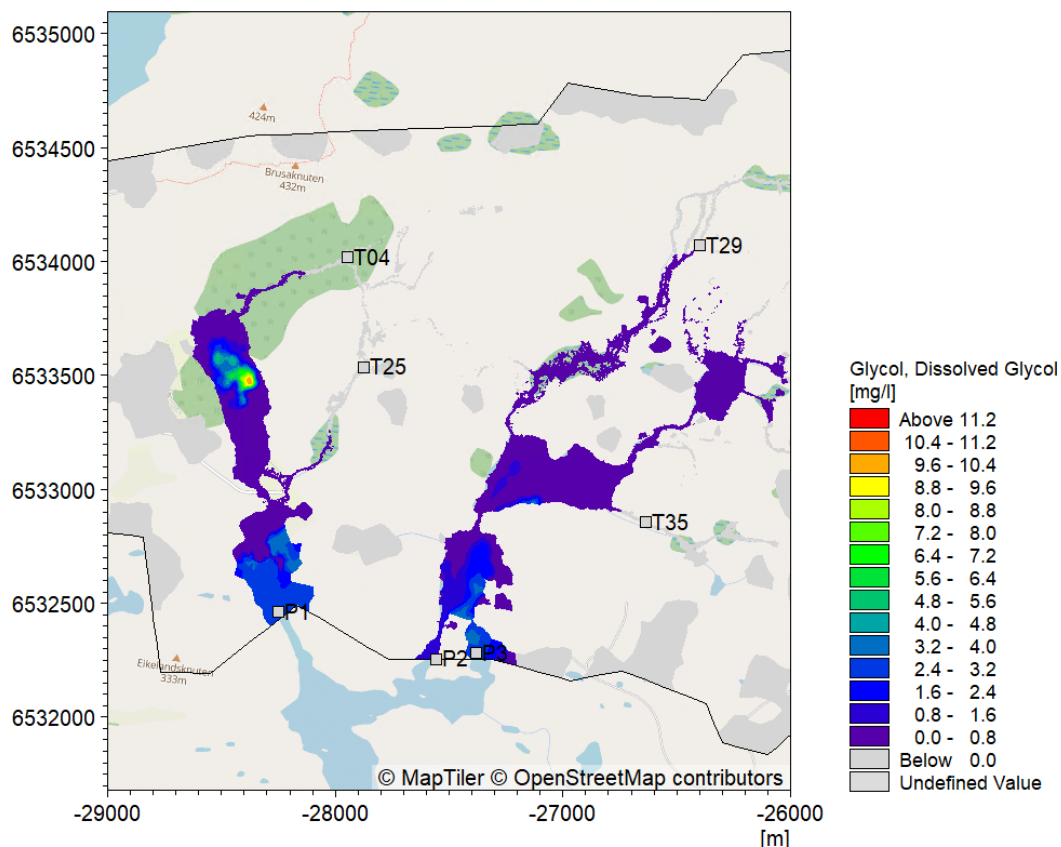 6535000
6534500
6534000
6533500
6533000
6532500
6532000
-29000
-28000
-27000
-26000
[m]
424m
Brusaknuten
432m
T04
T29
T25
T35
P1
P2
P3
Eikelandsknuten
333m
© MapTiler © OpenStreetMap contributors
Glycol, Dissolved Glycol
[mg/l]
Above 11.2
10.4 - 11.2
9.6 - 10.4
8.8 - 9.6
8.0 - 8.8
7.2 - 8.0
6.4 - 7.2
5.6 - 6.4
4.8 - 5.6
4.0 - 4.8
3.2 - 4.0
2.4 - 3.2
1.6 - 2.4
0.8 - 1.6
0.0 - 0.8
Below 0.0
Undefined Value